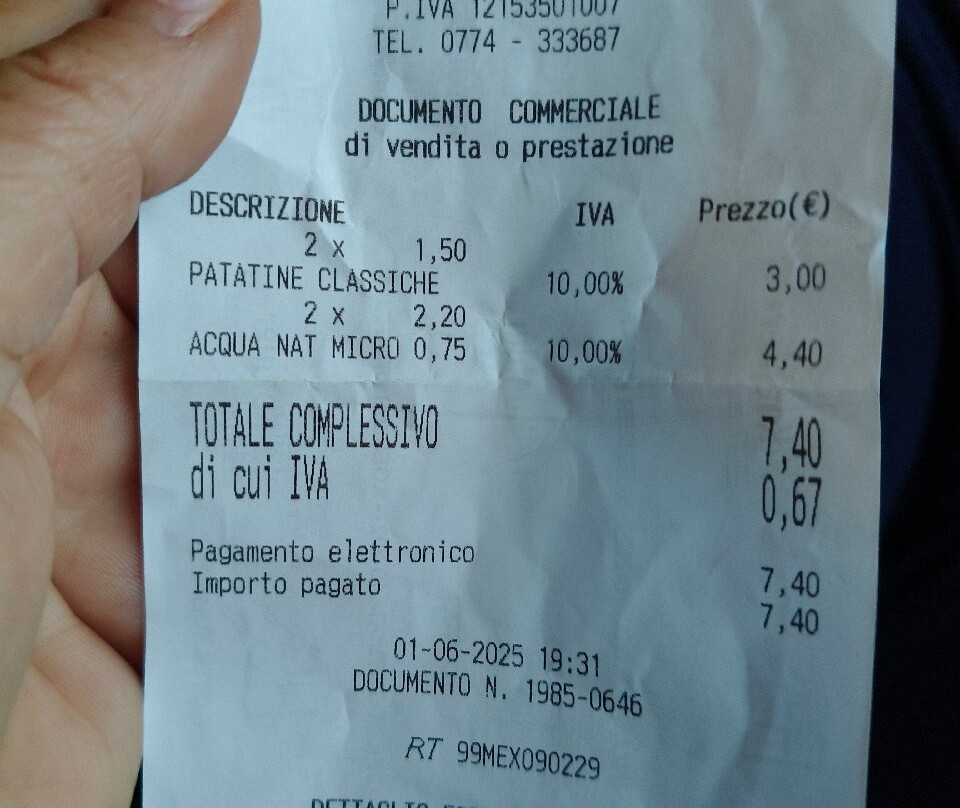 P.IVA 12153501007
TEL. 0774 - 333687
DOCUMENTO COMMERCIALE
di vendita o prestazione
DESCRIZIONE IVA Prezzo(€)
2 x 1,50
PATATINE CLASSICHE 10,00% 3,00
2 x 2,20
ACQUA NAT MICRO 0,75 10,00% 4,40
TOTALE COMPLESSIVO 7,40
di cui IVA 0,67
Pagamento elettronico 7,40
Importo pagato 7,40
01-06-2025 19:31
DOCUMENTO N. 1985-0646
RT 99MEX090229
DETTAGLIO